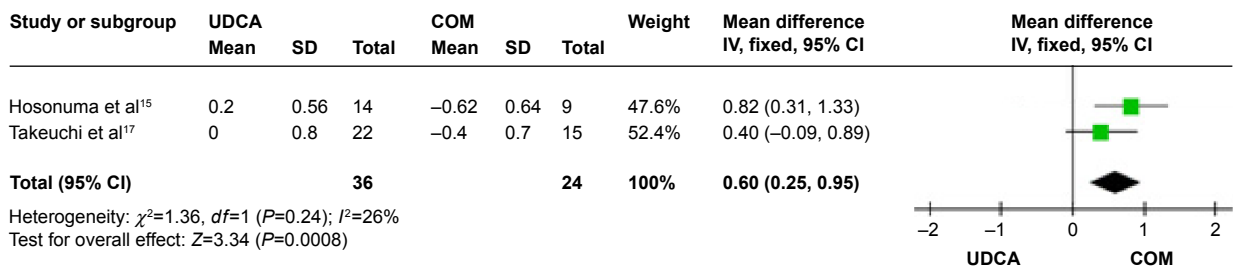 Study or subgroup UDCA COM Weight Mean difference Mean difference
Mean SD Total Mean SD Total IV, fixed, 95% CI IV, fixed, 95% CI
Hosonuma et al¹⁵ 0.2 0.56 14 –0.62 0.64 9 47.6% 0.82 (0.31, 1.33)
Takeuchi et al¹⁷ 0 0.8 22 –0.4 0.7 15 52.4% 0.40 (–0.09, 0.89)
Total (95% CI) 36 24 100% 0.60 (0.25, 0.95)
Heterogeneity: χ²=1.36, df=1 (P=0.24); I²=26%
Test for overall effect: Z=3.34 (P=0.0008)
–2 –1 0 1 2
UDCA COM